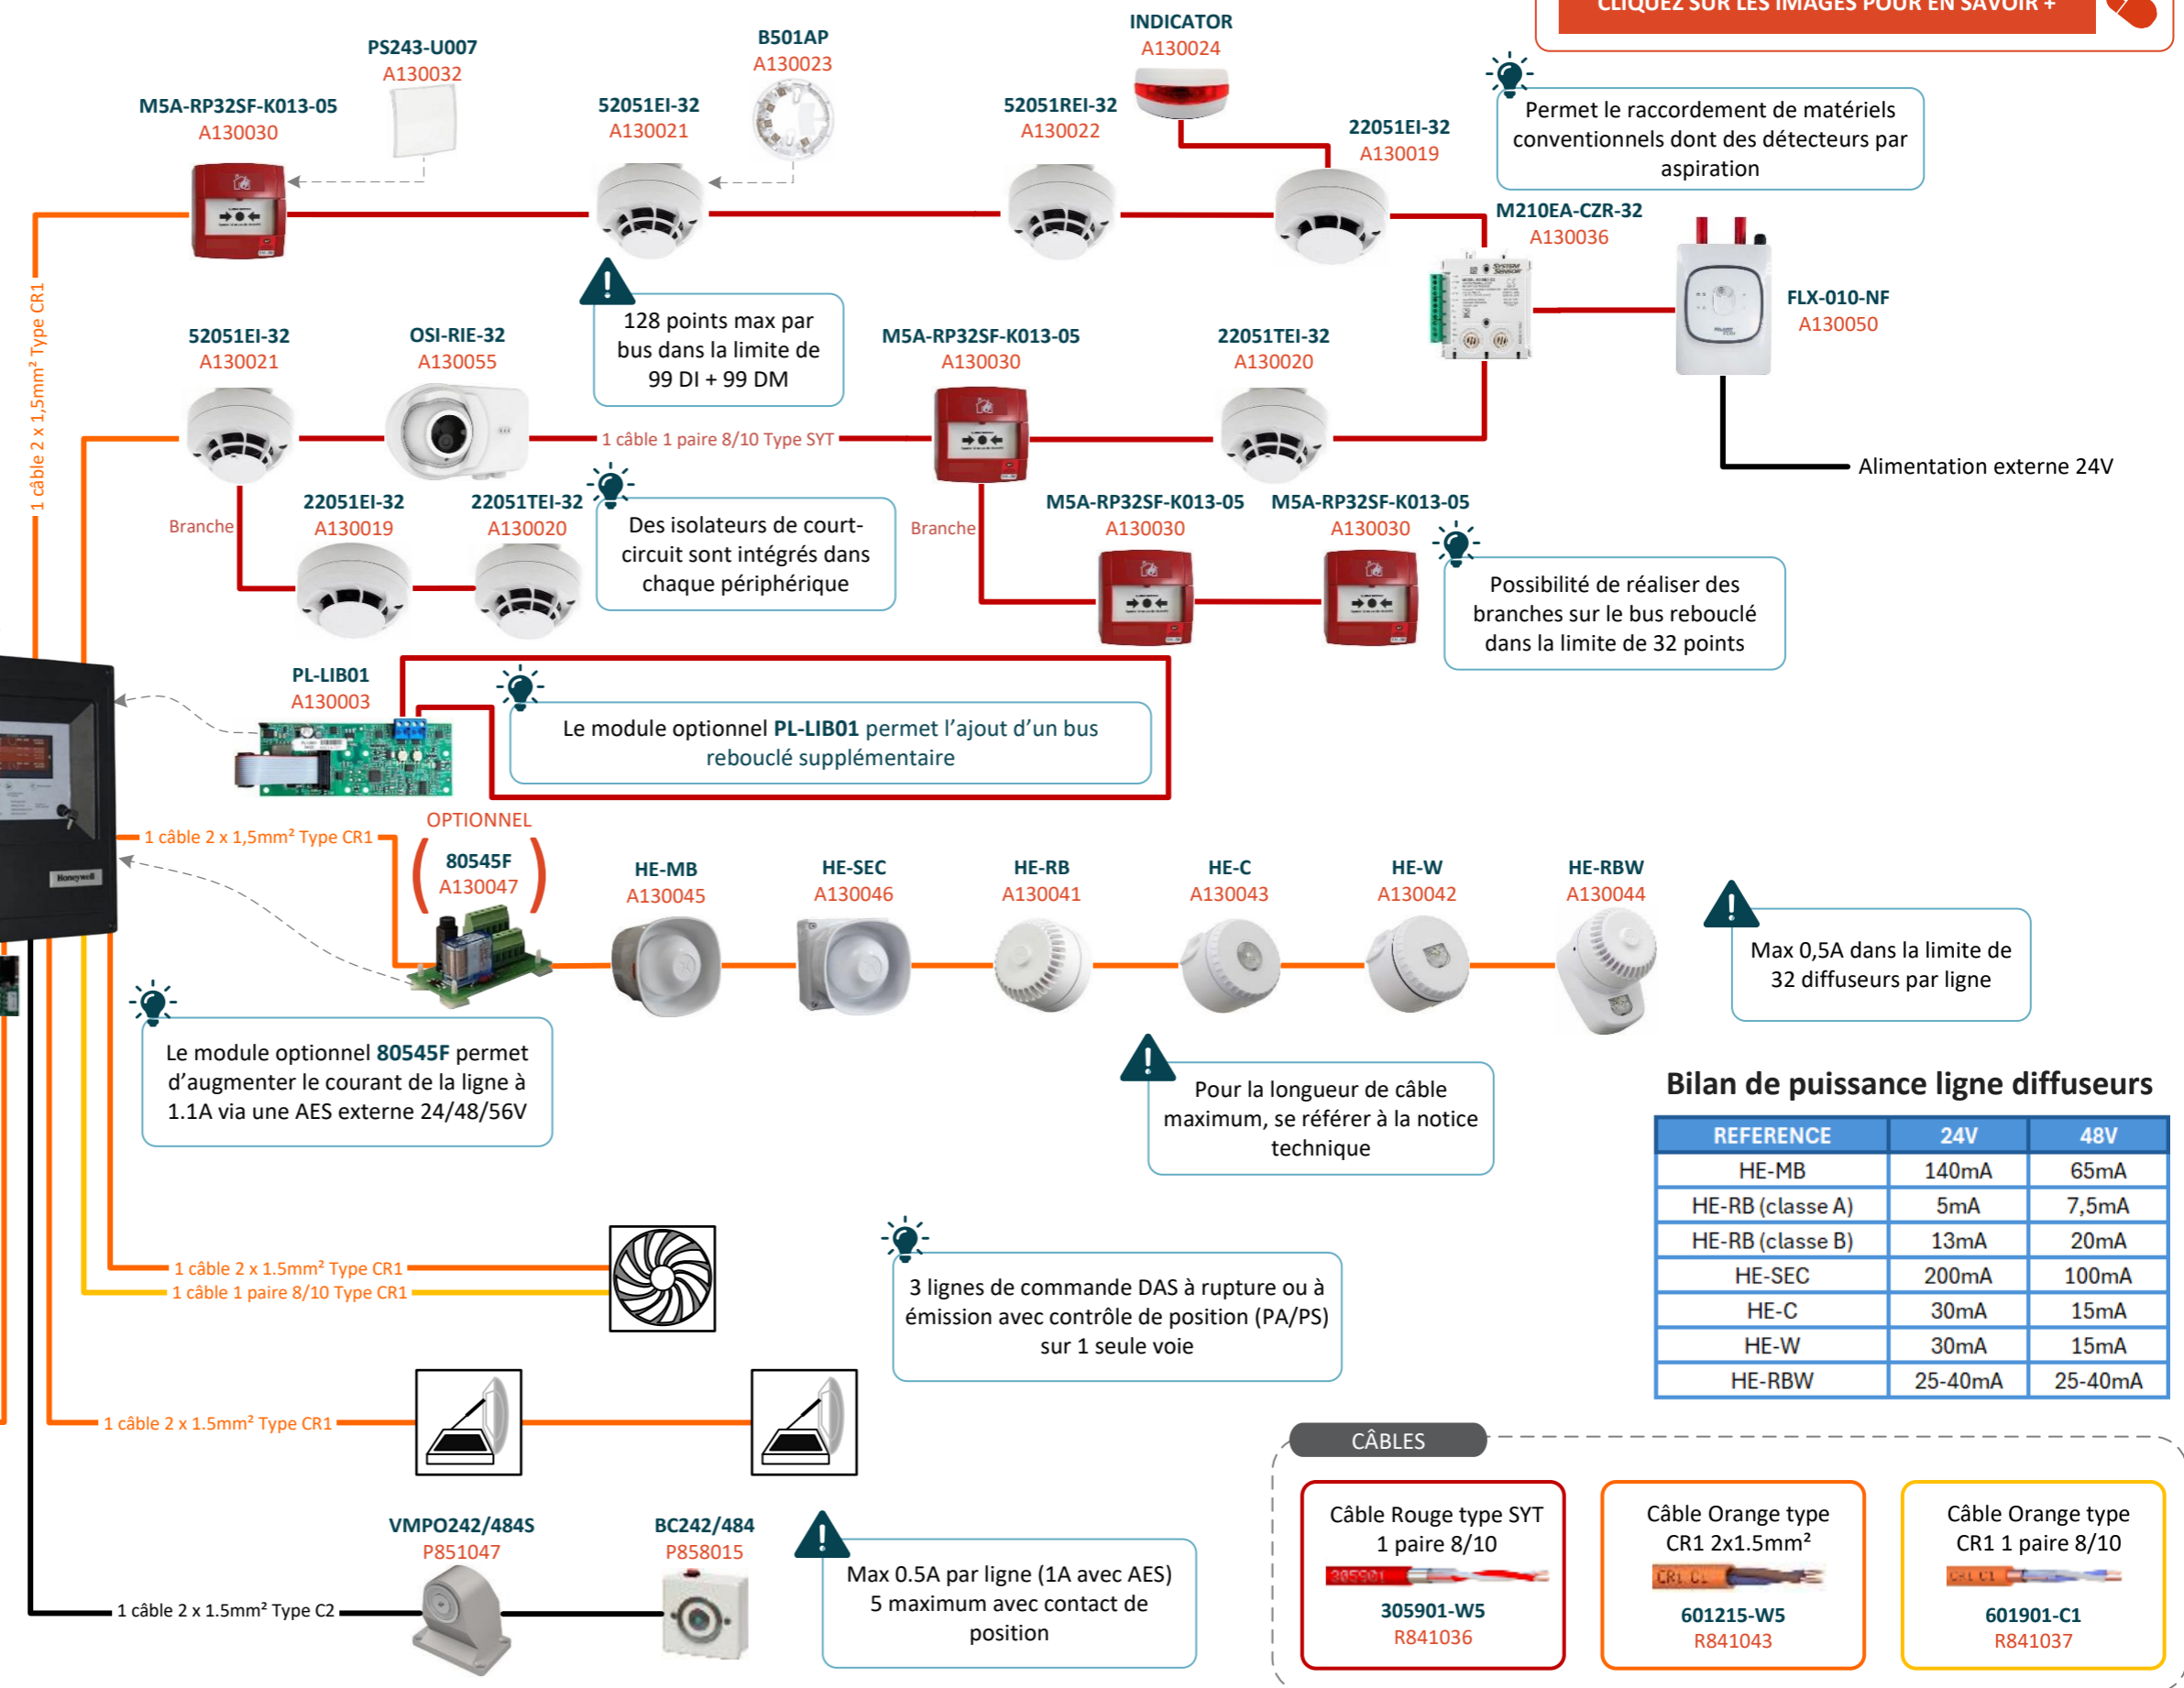 CLIQUEZ SUR LES IMAGES POUR EN SAVOIR +
INDICATOR
A130024
B501AP
A130023
PS243-U007
A130032
M5A-RP32SF-K013-05
A130030
52051EI-32
A130021
52051REI-32
A130022
22051EI-32
A130019
Permet le raccordement de matériels
conventionnels dont des détecteurs par
aspiration
M210EA-CZR-32
A130036
FLX-010-NF
A130050
1 câble 2 x 1,5mm² Type CR1
128 points max par
bus dans la limite de
99 DI + 99 DM
52051EI-32
A130021
OSI-RIE-32
A130055
M5A-RP32SF-K013-05
A130030
22051TEI-32
A130020
SYSTEM
SENSOR
1 câble 1 paire 8/10 Type SYT
Alimentation externe 24V
Branche
22051EI-32
A130019
22051TEI-32
A130020
Des isolateurs de court-
circuit sont intégrés dans
chaque périphérique
Branche
M5A-RP32SF-K013-05
A130030
M5A-RP32SF-K013-05
A130030
Possibilité de réaliser des
branches sur le bus rebouclé
dans la limite de 32 points
PL-LIB01
A130003
Le module optionnel PL-LIB01 permet l'ajout d'un bus
rebouclé supplémentaire
1 câble 2 x 1,5mm² Type CR1
Honeywell
OPTIONNEL
80545F
A130047
HE-MB
A130045
HE-SEC
A130046
HE-RB
A130041
HE-C
A130043
HE-W
A130042
HE-RBW
A130044
Max 0,5A dans la limite de
32 diffuseurs par ligne
Le module optionnel 80545F permet
d'augmenter le courant de la ligne à
1.1A via une AES externe 24/48/56V
Pour la longueur de câble
maximum, se référer à la notice
technique
Bilan de puissance ligne diffuseurs
REFERENCE 24V 48V
HE-MB 140mA 65mA
HE-RB (classe A) 5mA 7,5mA
HE-RB (classe B) 13mA 20mA
HE-SEC 200mA 100mA
HE-C 30mA 15mA
HE-W 30mA 15mA
HE-RBW 25-40mA 25-40mA
1 câble 2 x 1.5mm² Type CR1
1 câble 1 paire 8/10 Type CR1
3 lignes de commande DAS à rupture ou à
émission avec contrôle de position (PA/PS)
sur 1 seule voie
1 câble 2 x 1.5mm² Type CR1
VMPO242/484S
P851047
BC242/484
P858015
1 câble 2 x 1.5mm² Type C2
Max 0.5A par ligne (1A avec AES)
5 maximum avec contact de
position
CÂBLES
Câble Rouge type SYT
1 paire 8/10
305901
305901-W5
R841036
Câble Orange type
CR1 2x1.5mm²
CR1 C1
601215-W5
R841043
Câble Orange type
CR1 1 paire 8/10
CR1 C1
601901-C1
R841037